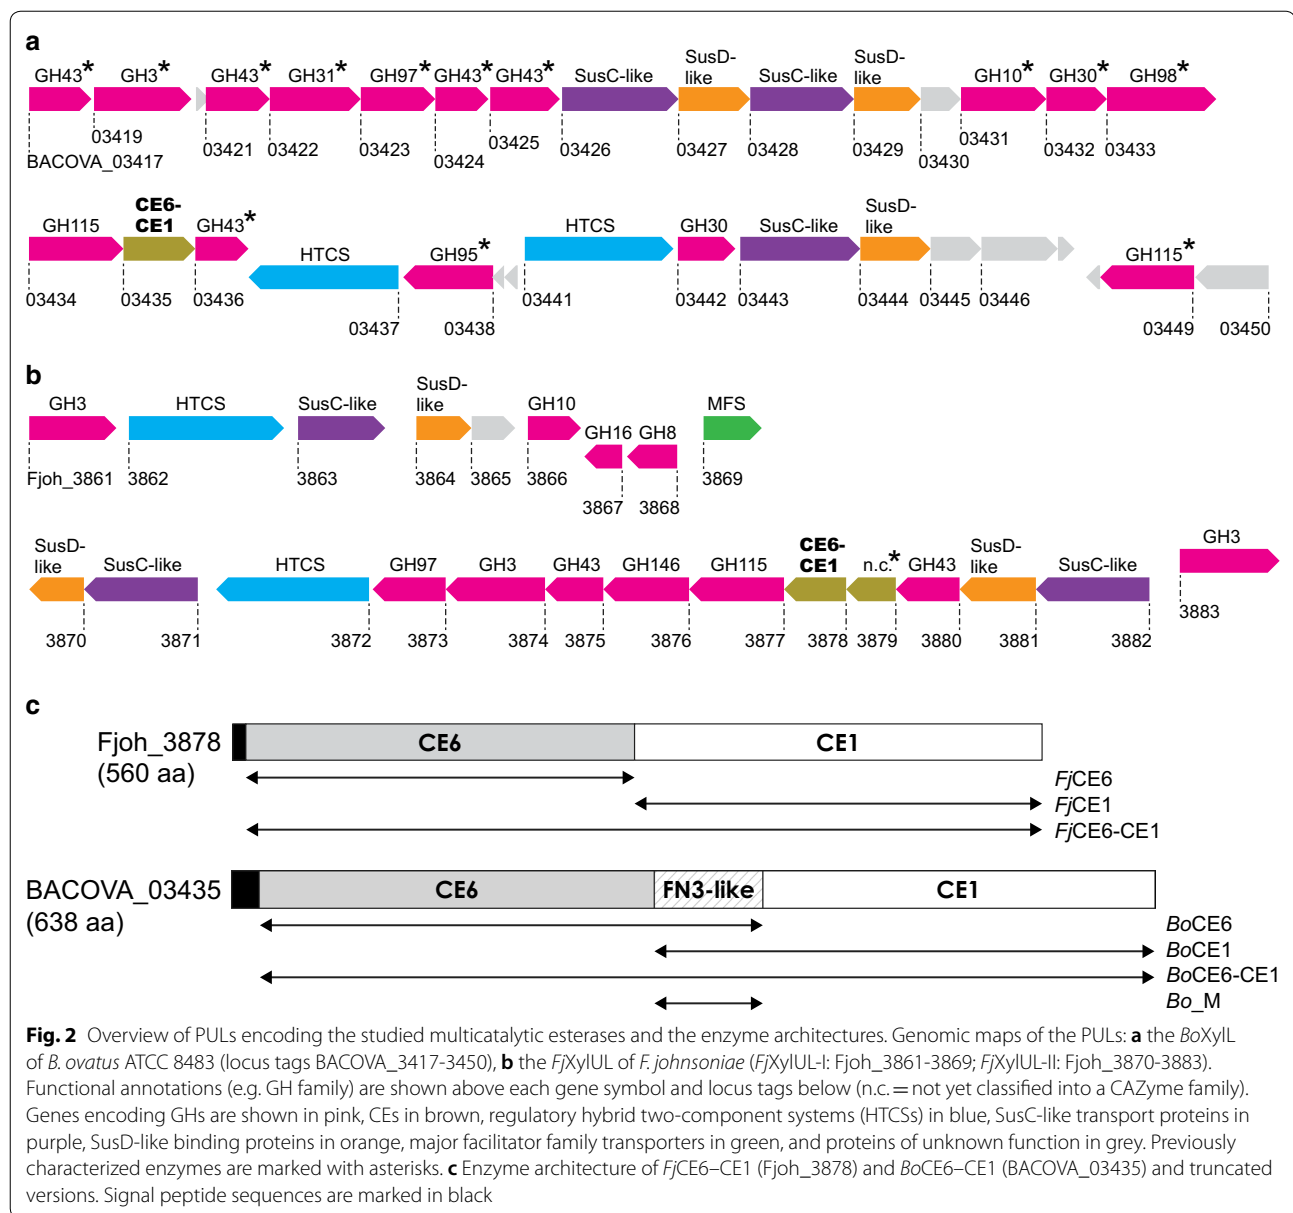 a
GH43* GH3* GH43* GH31* GH97* GH43* GH43* SusC-like SusD-like SusC-like SusD-like GH10* GH30* GH98*
BACOVA_03417 03419 03421 03422 03423 03424 03425 03426 03427 03428 03429 03430 03431 03432 03433
GH115 CE6-CE1 GH43* HTCS GH95* HTCS GH30 SusC-like SusD-like GH115*
03434 03435 03436 03437 03438 03441 03442 03443 03444 03445 03446 03449 03450
b
GH3 HTCS SusC-like SusD-like GH10 GH16 GH8 MFS
Fjoh_3861 3862 3863 3864 3865 3866 3867 3868 3869
SusD-like SusC-like HTCS GH97 GH3 GH43 GH146 GH115 CE6-CE1 n.c.* GH43 SusD-like SusC-like GH3
3870 3871 3872 3873 3874 3875 3876 3877 3878 3879 3880 3881 3882 3883
c
Fjoh_3878
(560 aa)
CE6 CE1
FjCE6
FjCE1
FjCE6-CE1
BACOVA_03435
(638 aa)
CE6 FN3-like CE1
BoCE6
BoCE1
BoCE6-CE1
Bo_M
Fig. 2 Overview of PULs encoding the studied multicatalytic esterases and the enzyme architectures. Genomic maps of the PULs: a the BoXylL
of B. ovatus ATCC 8483 (locus tags BACOVA_3417-3450), b the FjXylUL of F. johnsoniae (FjXylUL-I: Fjoh_3861-3869; FjXylUL-II: Fjoh_3870-3883).
Functional annotations (e.g. GH family) are shown above each gene symbol and locus tags below (n.c. = not yet classified into a CAZyme family).
Genes encoding GHs are shown in pink, CEs in brown, regulatory hybrid two-component systems (HTCSs) in blue, SusC-like transport proteins in
purple, SusD-like binding proteins in orange, major facilitator family transporters in green, and proteins of unknown function in grey. Previously
characterized enzymes are marked with asterisks. c Enzyme architecture of FjCE6–CE1 (Fjoh_3878) and BoCE6–CE1 (BACOVA_03435) and truncated
versions. Signal peptide sequences are marked in black